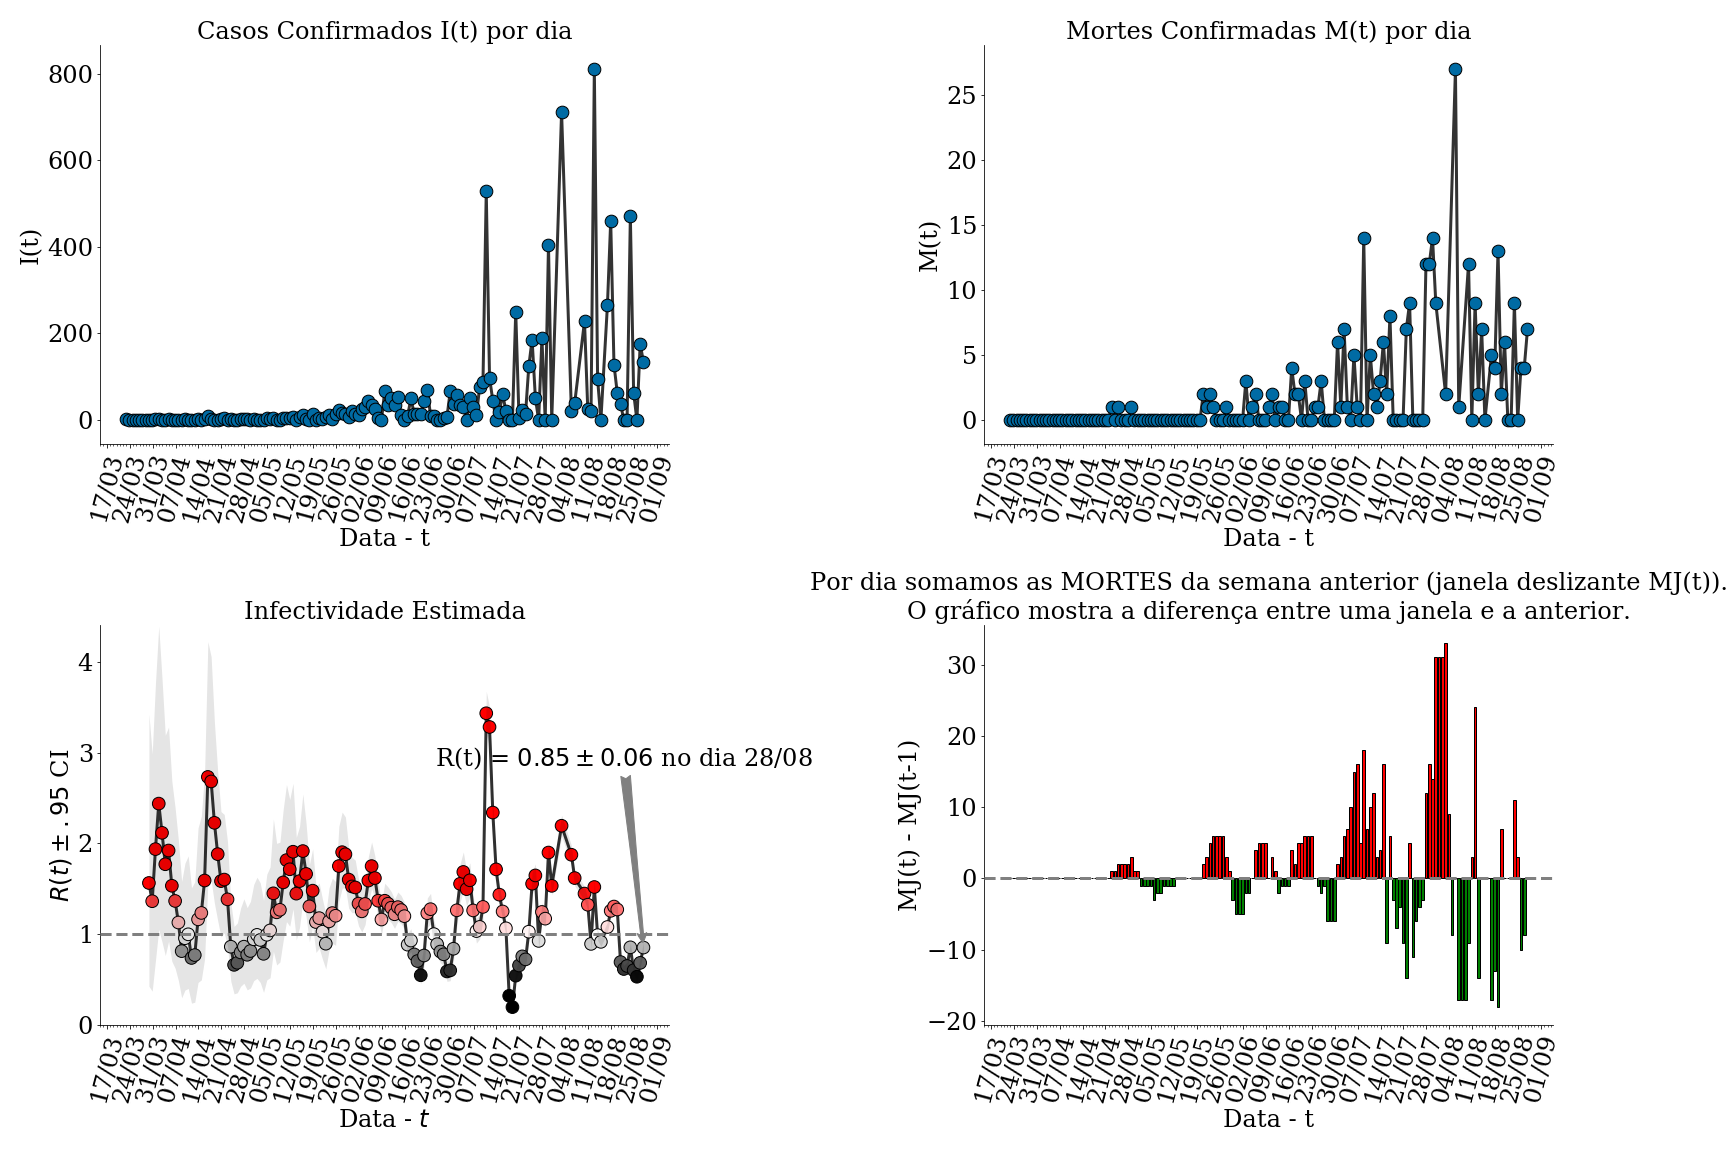 Casos Confirmados I(t) por dia
I(t)
800
600
400
200
0
17/03 24/03 31/03 07/04 14/04 21/04 28/04 05/05 12/05 19/05 26/05 02/06 09/06 16/06 23/06 30/06 07/07 14/07 21/07 28/07 04/08 11/08 18/08 25/08 01/09
Data - t
Mortes Confirmadas M(t) por dia
M(t)
25
20
15
10
5
0
17/03 24/03 31/03 07/04 14/04 21/04 28/04 05/05 12/05 19/05 26/05 02/06 09/06 16/06 23/06 30/06 07/07 14/07 21/07 28/07 04/08 11/08 18/08 25/08 01/09
Data - t
Infectividade Estimada
R(t) ± .95 CI
4
3
2
1
0
R(t) = 0.85 ± 0.06 no dia 28/08
17/03 24/03 31/03 07/04 14/04 21/04 28/04 05/05 12/05 19/05 26/05 02/06 09/06 16/06 23/06 30/06 07/07 14/07 21/07 28/07 04/08 11/08 18/08 25/08 01/09
Data - t
Por dia somamos as MORTES da semana anterior (janela deslizante MJ(t)).
O gráfico mostra a diferença entre uma janela e a anterior.
MJ(t) - MJ(t-1)
30
20
10
0
−10
−20
17/03 24/03 31/03 07/04 14/04 21/04 28/04 05/05 12/05 19/05 26/05 02/06 09/06 16/06 23/06 30/06 07/07 14/07 21/07 28/07 04/08 11/08 18/08 25/08 01/09
Data - t